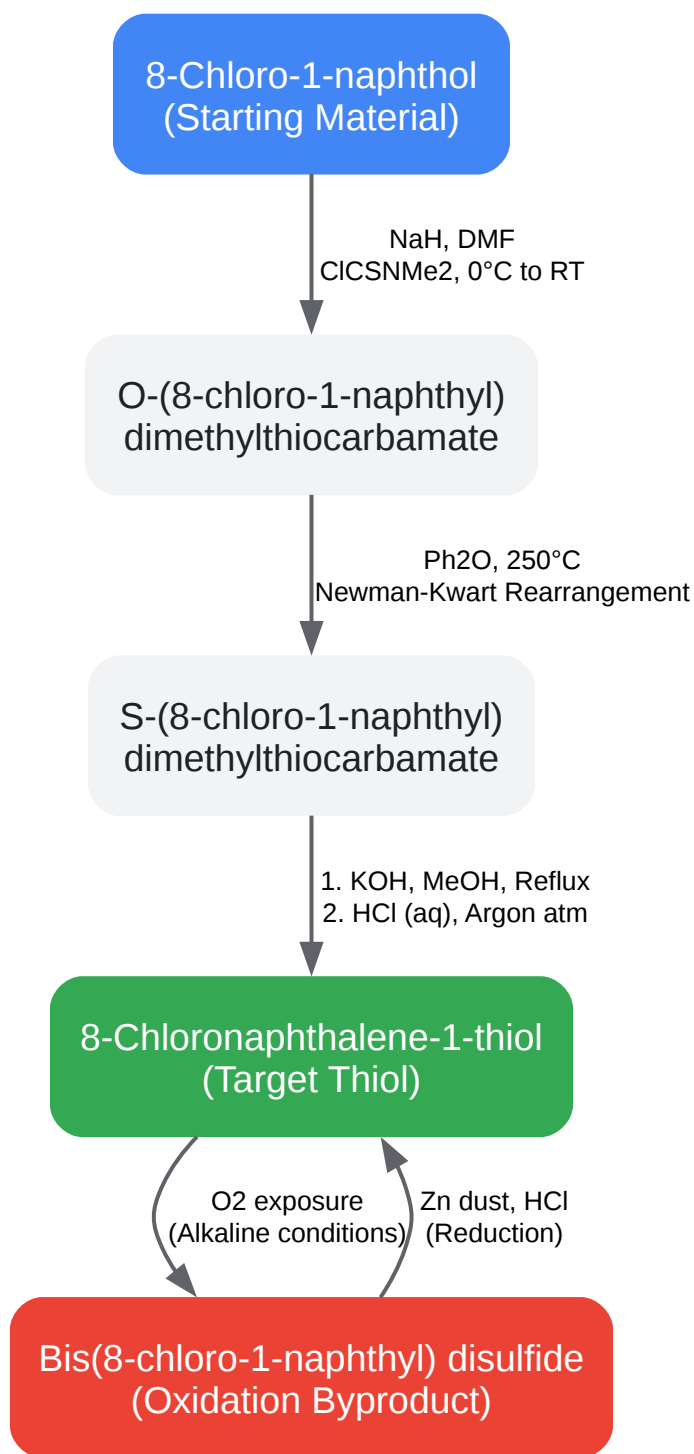 8-Chloro-1-naphthol
(Starting Material)
NaH, DMF
ClCSNMe2, 0°C to RT
O-(8-chloro-1-naphthyl)
dimethylthiocarbamate
Ph2O, 250°C
Newman-Kwart Rearrangement
S-(8-chloro-1-naphthyl)
dimethylthiocarbamate
1. KOH, MeOH, Reflux
2. HCl (aq), Argon atm
8-Chloronaphthalene-1-thiol
(Target Thiol)
O2 exposure
(Alkaline conditions)
Zn dust, HCl
(Reduction)
Bis(8-chloro-1-naphthyl) disulfide
(Oxidation Byproduct)